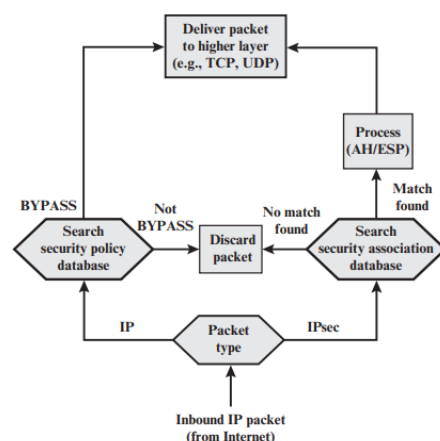 Deliver packet
to higher layer
(e.g., TCP, UDP)
Process
(AH/ESP)
BYPASS
Not
BYPASS
No match
found
Match
found
Search
security policy
database
Discard
packet
Search
security association
database
IP
Packet
type
IPsec
Inbound IP packet
(from Internet)